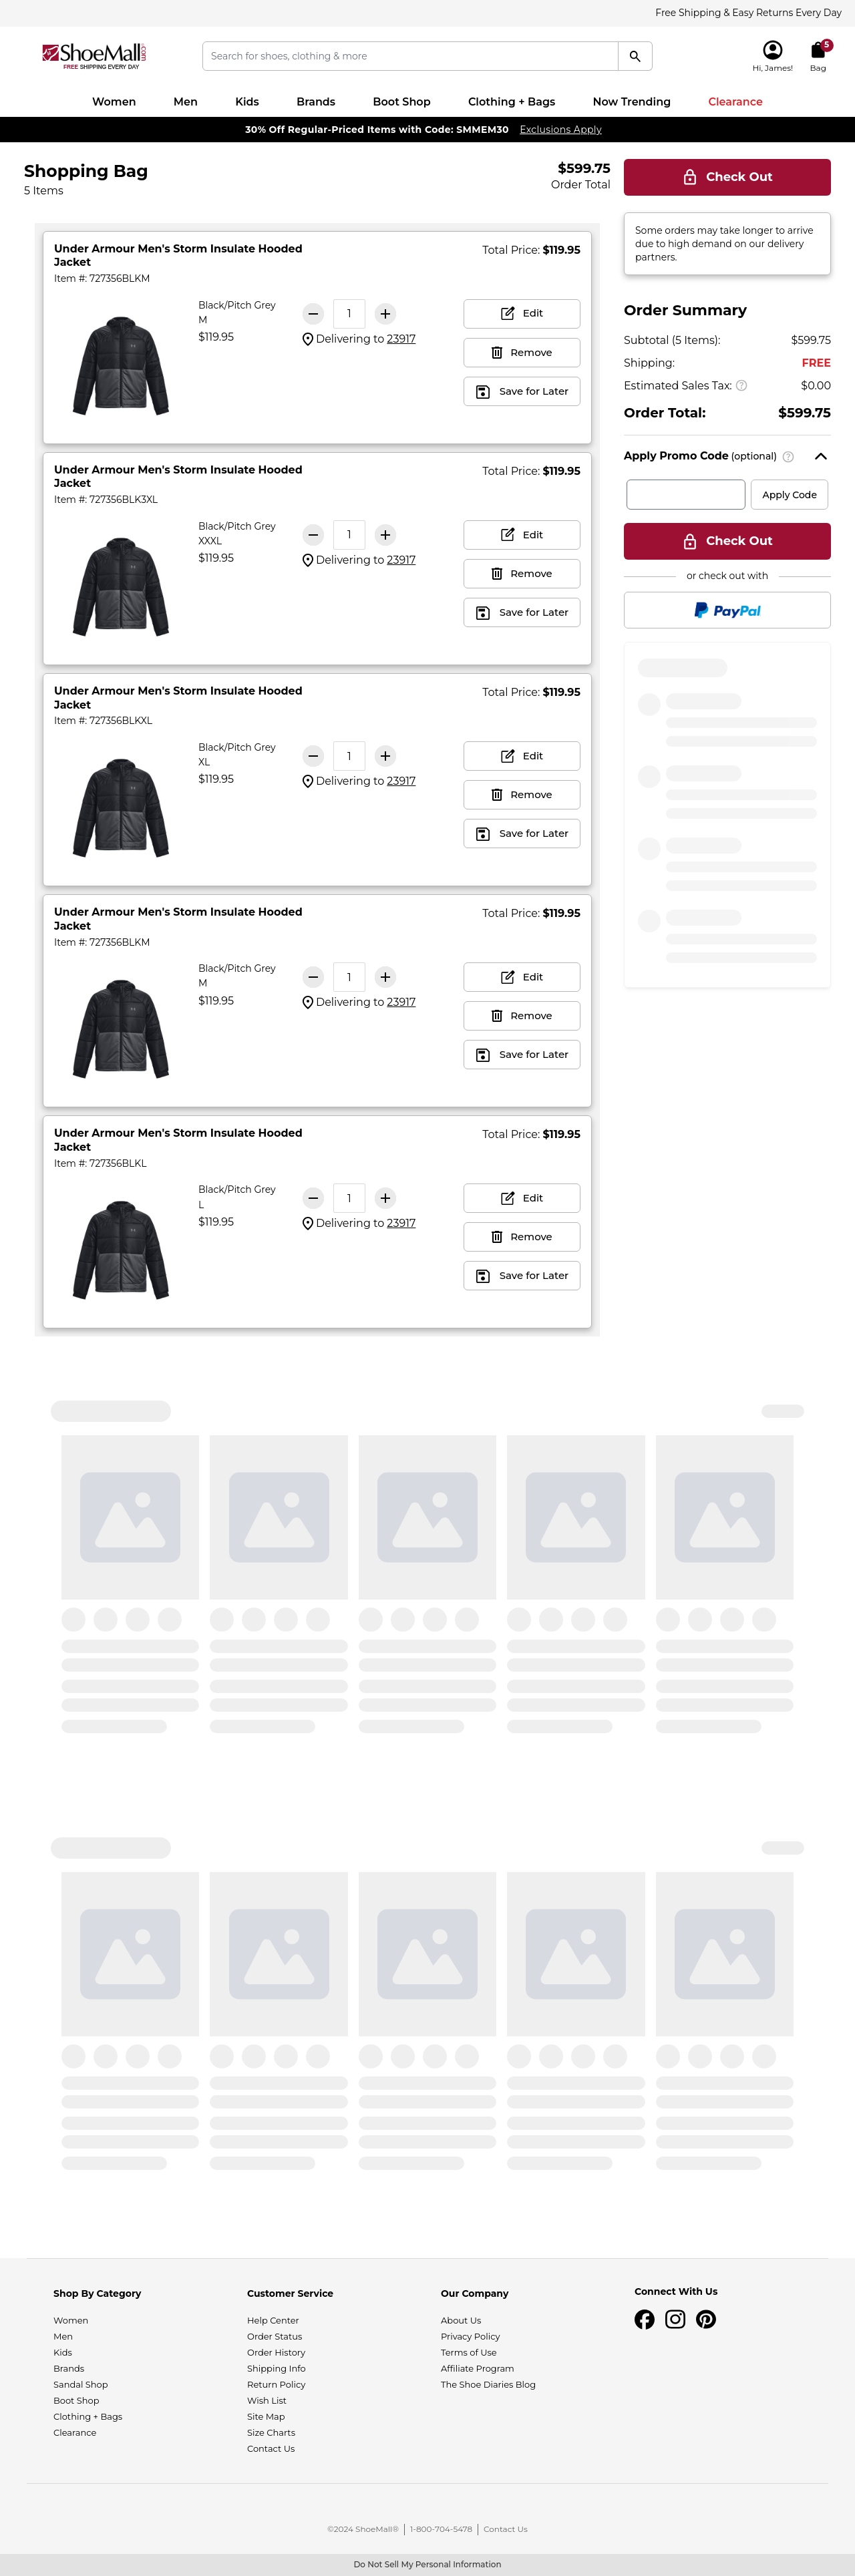 Free Shipping & Easy Returns Every Day
ShoeMall.com
FREE SHIPPING EVERY DAY
Search for shoes, clothing & more
Hi, James!
5
Bag
Women Men Kids Brands Boot Shop Clothing + Bags Now Trending Clearance
30% Off Regular-Priced Items with Code: SMMEM30 Exclusions Apply
Shopping Bag
5 Items
$599.75
Order Total
Under Armour Men's Storm Insulate Hooded
Jacket
Item #: 727356BLKM
Total Price: $119.95
Black/Pitch Grey
M
$119.95
1
Delivering to 23917
Edit
Remove
Save for Later
Under Armour Men's Storm Insulate Hooded
Jacket
Item #: 727356BLK3XL
Total Price: $119.95
Black/Pitch Grey
XXXL
$119.95
1
Delivering to 23917
Edit
Remove
Save for Later
Under Armour Men's Storm Insulate Hooded
Jacket
Item #: 727356BLKXL
Total Price: $119.95
Black/Pitch Grey
XL
$119.95
1
Delivering to 23917
Edit
Remove
Save for Later
Under Armour Men's Storm Insulate Hooded
Jacket
Item #: 727356BLKM
Total Price: $119.95
Black/Pitch Grey
M
$119.95
1
Delivering to 23917
Edit
Remove
Save for Later
Under Armour Men's Storm Insulate Hooded
Jacket
Item #: 727356BLKL
Total Price: $119.95
Black/Pitch Grey
L
$119.95
1
Delivering to 23917
Edit
Remove
Save for Later
Check Out
Some orders may take longer to arrive
due to high demand on our delivery
partners.
Order Summary
Subtotal (5 Items): $599.75
Shipping: FREE
Estimated Sales Tax: ? $0.00
Order Total: $599.75
Apply Promo Code (optional) ?
Apply Code
Check Out
or check out with
PayPal
Shop By Category
Women
Men
Kids
Brands
Sandal Shop
Boot Shop
Clothing + Bags
Clearance
Customer Service
Help Center
Order Status
Order History
Shipping Info
Return Policy
Wish List
Site Map
Size Charts
Contact Us
Our Company
About Us
Privacy Policy
Terms of Use
Affiliate Program
The Shoe Diaries Blog
Connect With Us
©2024 ShoeMall® | 1-800-704-5478 | Contact Us
Do Not Sell My Personal Information